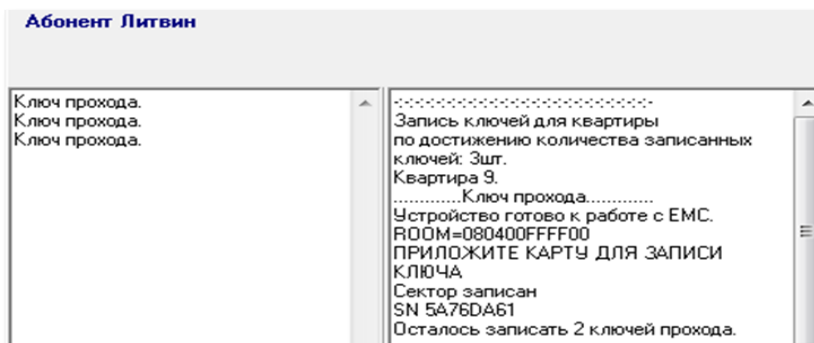 Абонент Литвин
Ключ прохода.
Ключ прохода.
Ключ прохода.
-:-:-:-:-:-:-:-:-:-:-:-:-:-:-:-:-:-:-:-:-:-:-:-:-:-
Запись ключей для квартиры
по достижению количества записанных
ключей: 3шт.
Квартира 9.
.............Ключ прохода.............
Устройство готово к работе с EMC.
ROOM=080400FFFF00
ПРИЛОЖИТЕ КАРТУ ДЛЯ ЗАПИСИ
КЛЮЧА
Сектор записан
SN 5A76DA61
Осталось записать 2 ключей прохода.